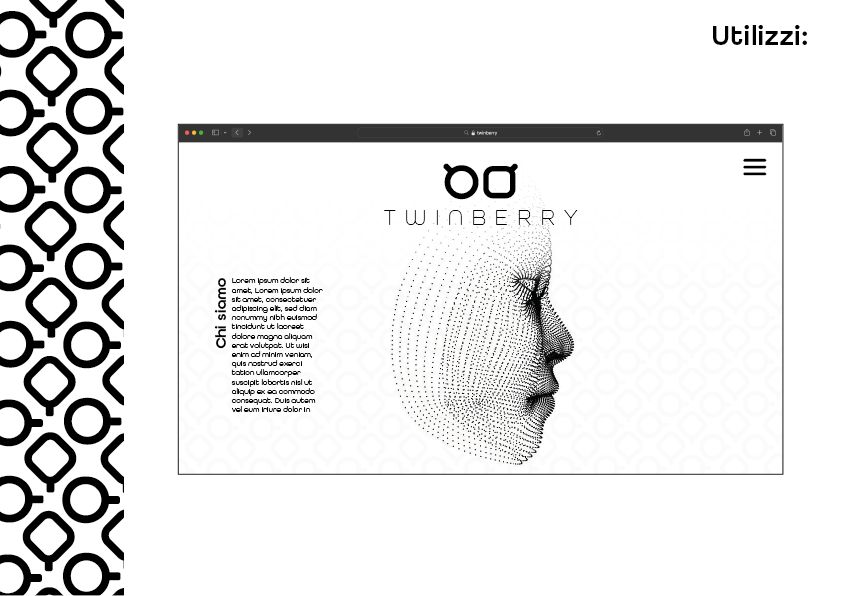 Utilizzi:
twinberry
TWINBERRY
Chi siamo
Lorem ipsum dolor sit
amet, Lorem ipsum dolor
sit amet, consectetuer
adipiscing elit, sed diam
nonummy nibh euismod
tincidunt ut laoreet
dolore magna aliquam
erat volutpat. Ut wisi
enim ad minim veniam,
quis nostrud exerci
tation ullamcorper
suscipit lobortis nisl ut
aliquip ex ea commodo
consequat. Duis autem
vel eum iriure dolor in